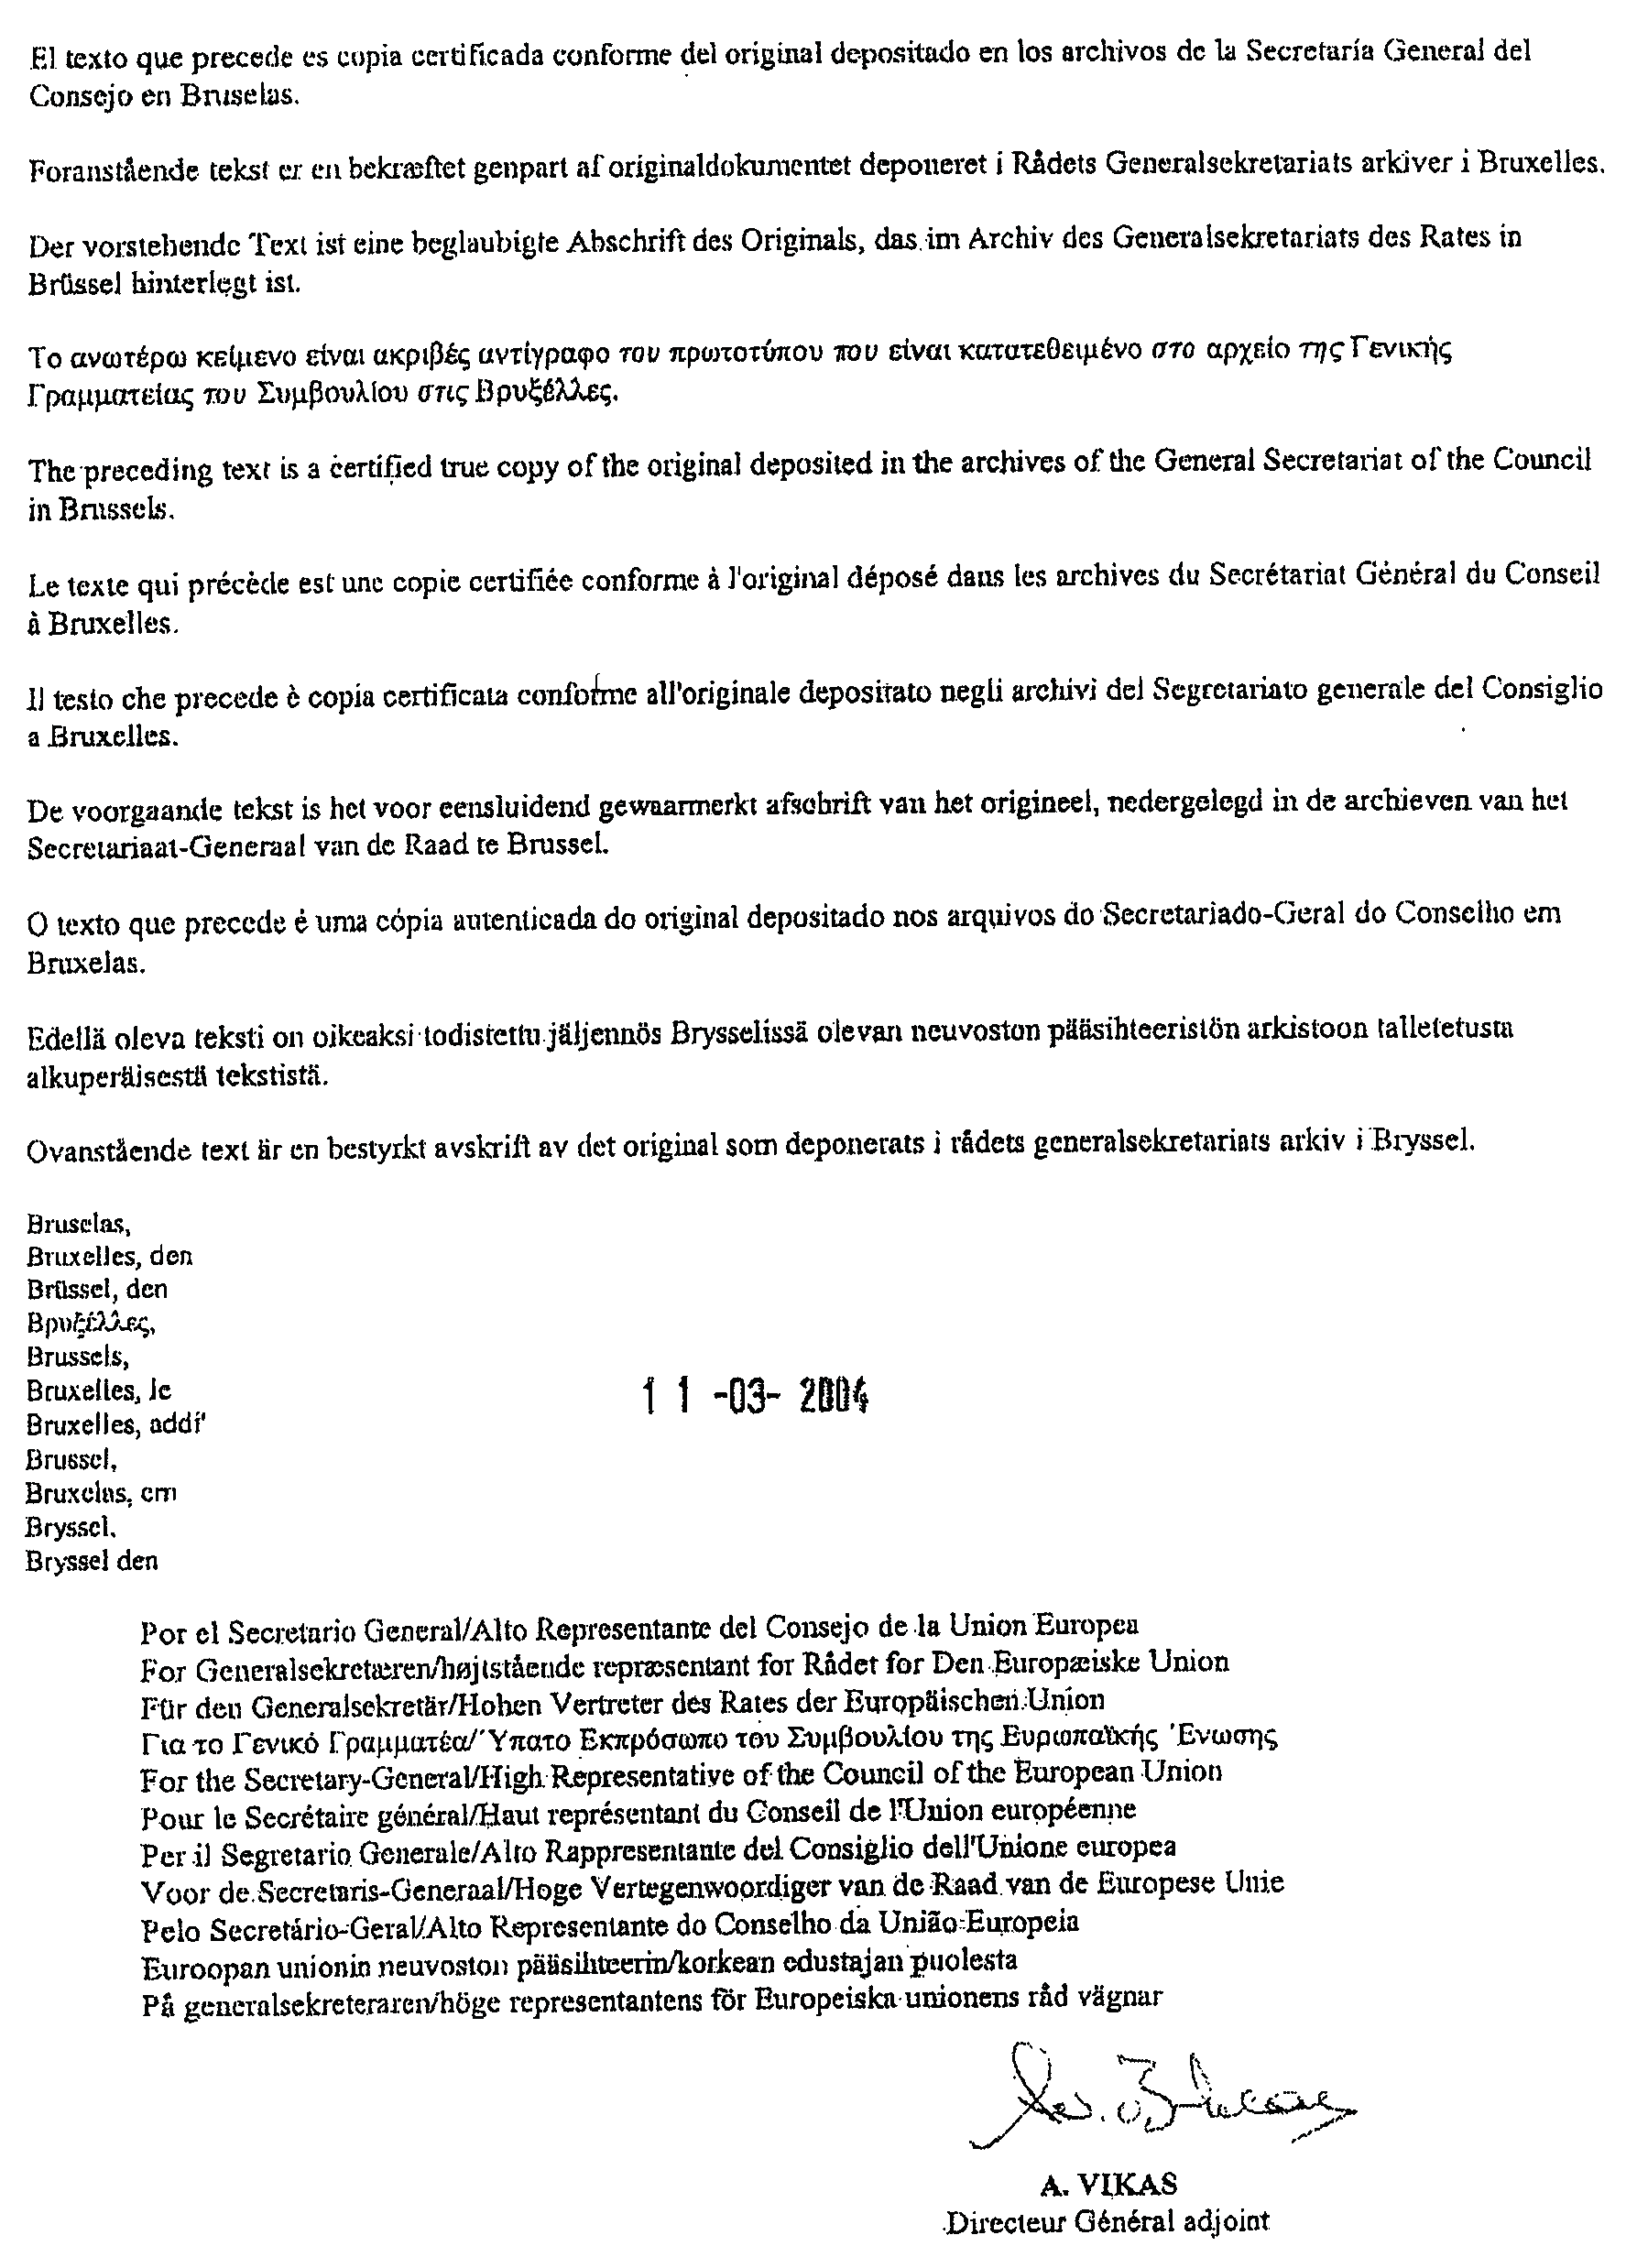 El texto que precede es copia certificada conforme del original depositado en los archivos de la Secretaría General del
Consejo en Bruselas.
Foranstående tekst er en bekræftet genpart af originaldokumentet deponeret i Rådets Generalsekretariats arkiver i Bruxelles.
Der vorstehende Text ist eine beglaubigte Abschrift des Originals, das im Archiv des Generalsekretariats des Rates in
Brüssel hinterlegt ist.
Το ανωτέρω κείμενο είναι ακριβές αντίγραφο του πρωτοτύπου που είναι κατατεθειμένο στο αρχείο της Γενικής
Γραμματείας του Συμβουλίου στις Βρυξέλλες.
The preceding text is a certified true copy of the original deposited in the archives of the General Secretariat of the Council
in Brussels.
Le texte qui précède est une copie certifiée conforme à l'original déposé dans les archives du Secrétariat Général du Conseil
à Bruxelles.
Il testo che precede è copia certificata conforme all'originale depositato negli archivi del Segretariato generale del Consiglio
a Bruxelles.
De voorgaande tekst is het voor eensluidend gewaarmerkt afschrift van het origineel, nedergelegd in de archieven van het
Secretariaat-Generaal van de Raad te Brussel.
O texto que precede é uma cópia autenticada do original depositado nos arquivos do Secretariado-Geral do Conselho em
Bruxelas.
Edellä oleva teksti on oikeaksi todistettu jäljennös Brysselissä olevan neuvoston pääsihteeristön arkistoon talletetusta
alkuperäisestä tekstistä.
Ovanstående text är en bestyrkt avskrift av det original som deponerats i rådets generalsekretariats arkiv i Bryssel.
Bruselas,
Bruxelles, den
Brüssel, den
Βρυξέλλες,
Brussels,
Bruxelles, le
Bruxelles, addi'
Brussel,
Bruxelas, em
Bryssel,
Bryssel den
11 -03- 2004
Por el Secretario General/Alto Representante del Consejo de la Union Europea
For Generalsekretæren/højtstående repræsentant for Rådet for Den Europæiske Union
Für den Generalsekretär/Hohen Vertreter des Rates der Europäischen Union
Για το Γενικό Γραμματέα/Ύπατο Εκπρόσωπο του Συμβουλίου της Ευρωπαϊκής Ένωσης
For the Secretary-General/High Representative of the Council of the European Union
Pour le Secrétaire général/Haut représentant du Conseil de l'Union européenne
Per il Segretario Generale/Alto Rappresentante del Consiglio dell'Unione europea
Voor de Secretaris-Generaal/Hoge Vertegenwoordiger van de Raad van de Europese Unie
Pelo Secretário-Geral/Alto Representante do Conselho da União Europeia
Euroopan unionin neuvoston pääsihteerin/korkean edustajan puolesta
På generalsekreteraren/höge representantens för Europeiska unionens råd vägnar
A. VIKAS
Directeur Général adjoint